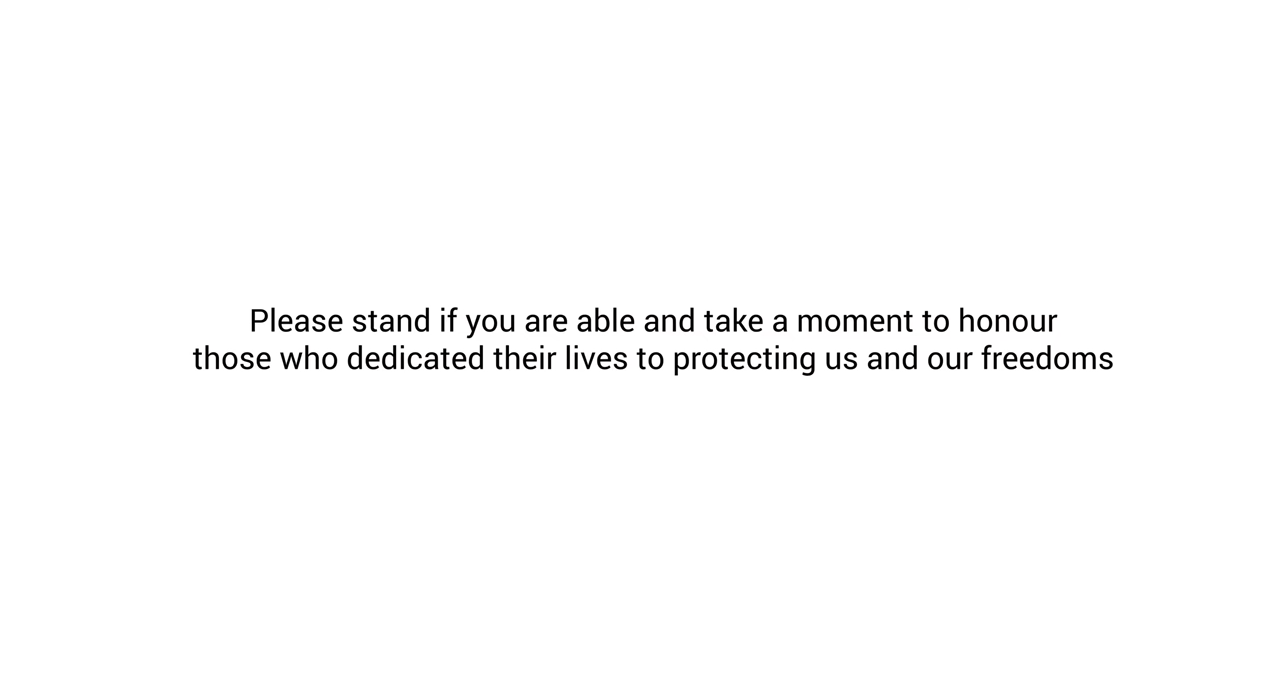 Please stand if you are able and take a moment to honour
those who dedicated their lives to protecting us and our freedoms